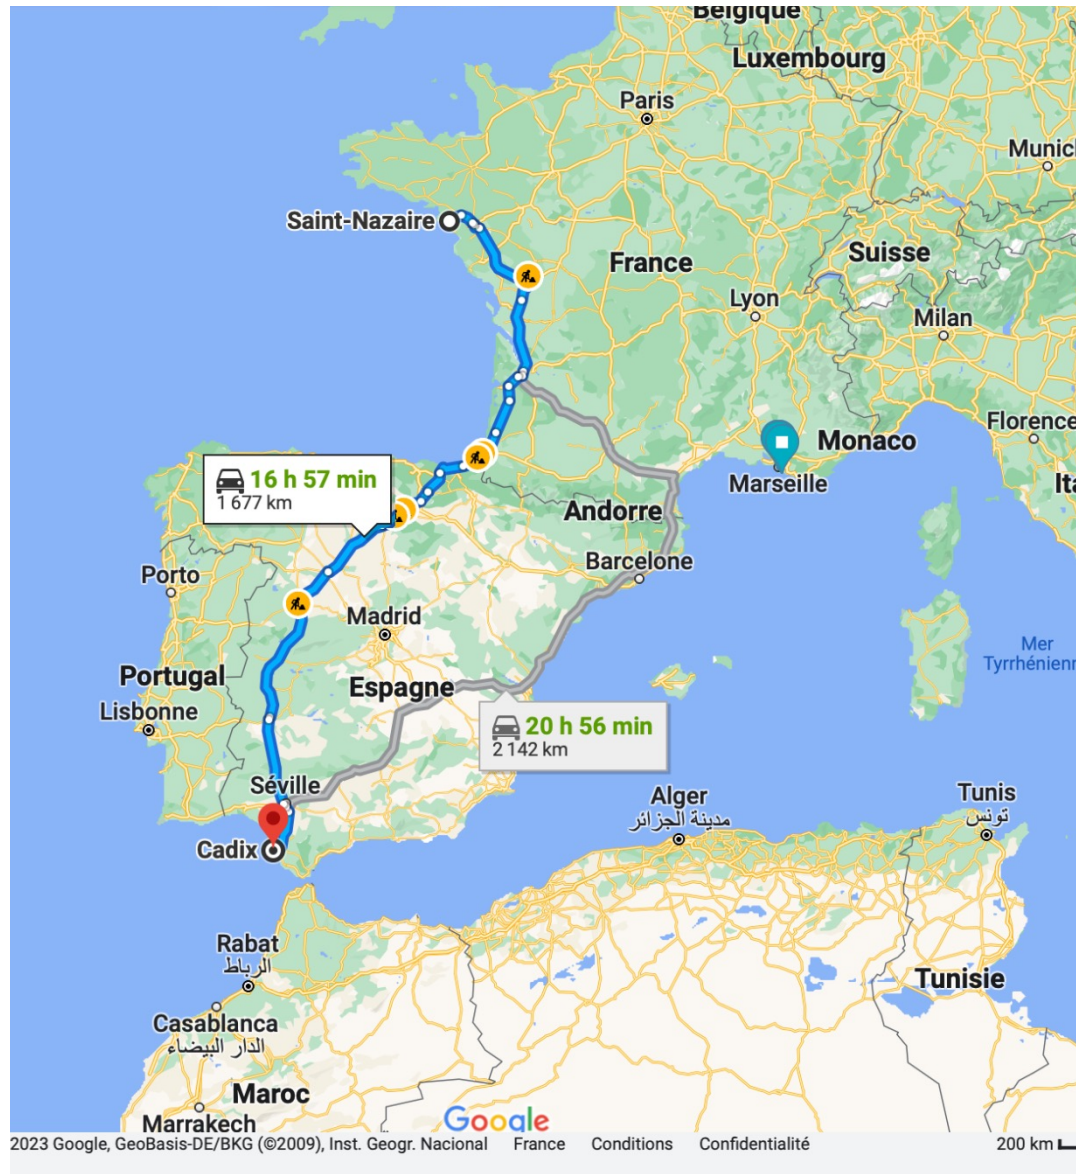 Belgique
Luxembourg
Paris
Munich
Saint-Nazaire
France
Suisse
Lyon
Milan
Florence
Monaco
Marseille
Ita
16 h 57 min
1 677 km
Andorre
Barcelone
Porto
Madrid
Mer
Tyrrhénienn
Portugal
Espagne
Lisbonne
20 h 56 min
2 142 km
Séville
Alger
مدينة الجزائر
Tunis
تونس
Cadix
Rabat
الرباط
Tunisie
Casablanca
الدار البيضاء
Maroc
Marrakech
Google
2023 Google, GeoBasis-DE/BKG (©2009), Inst. Geogr. Nacional France Conditions Confidentialité 200 km